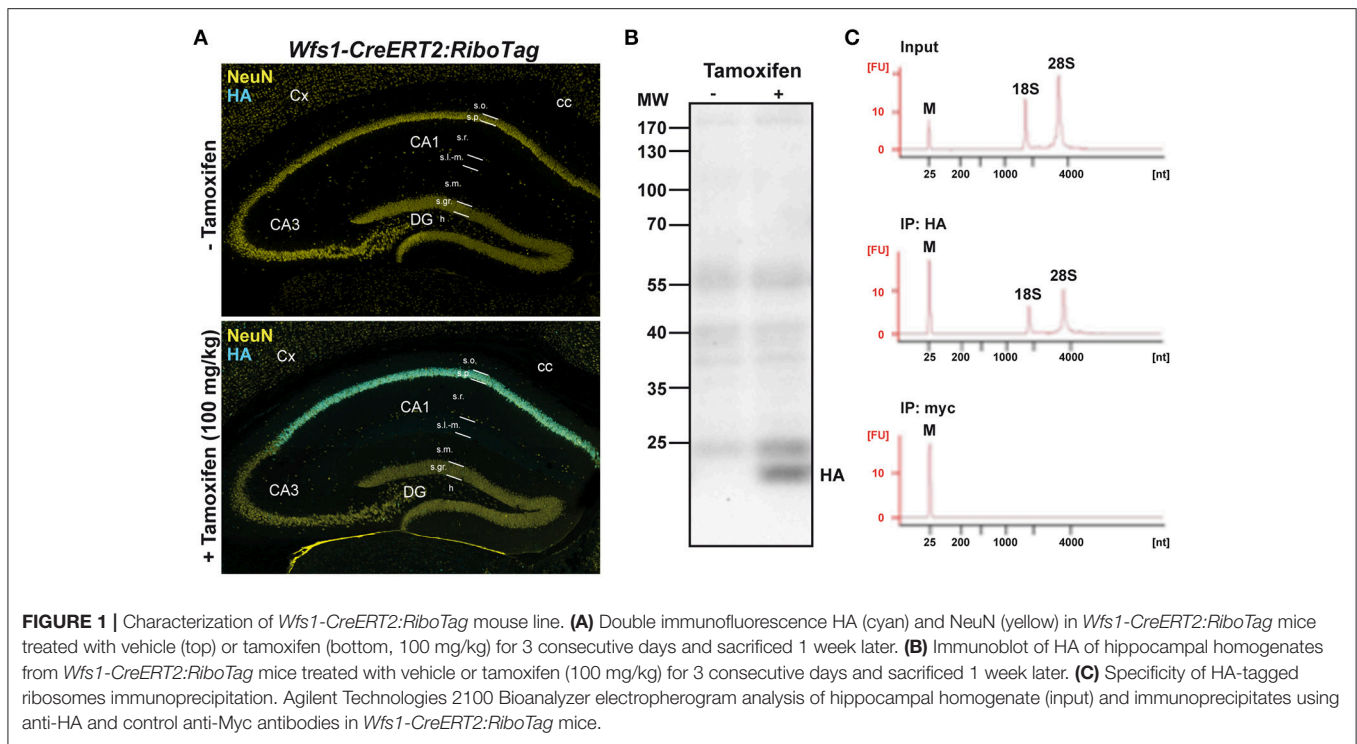 A
Wfs1-CreERT2:RiboTag
- Tamoxifen
NeuN
HA
Cx
cc
s.o.
s.p.
CA1
s.r.
s.l.-m.
s.m.
s.gr.
h
DG
CA3
+ Tamoxifen (100 mg/kg)
NeuN
HA
Cx
cc
s.o.
s.p.
CA1
s.r.
s.l.-m.
s.m.
s.gr.
h
DG
CA3
B
Tamoxifen
- +
MW
170
130
100
70
55
40
35
25
HA
C
Input
[FU]
28S
18S
M
10
0
25 200 1000 4000 [nt]
IP: HA
[FU]
M
28S
18S
10
0
25 200 1000 4000 [nt]
IP: myc
[FU]
M
10
0
25 200 1000 4000 [nt]
FIGURE 1 | Characterization of Wfs1-CreERT2:RiboTag mouse line. (A) Double immunofluorescence HA (cyan) and NeuN (yellow) in Wfs1-CreERT2:RiboTag mice
treated with vehicle (top) or tamoxifen (bottom, 100 mg/kg) for 3 consecutive days and sacrificed 1 week later. (B) Immunoblot of HA of hippocampal homogenates
from Wfs1-CreERT2:RiboTag mice treated with vehicle or tamoxifen (100 mg/kg) for 3 consecutive days and sacrificed 1 week later. (C) Specificity of HA-tagged
ribosomes immunoprecipitation. Agilent Technologies 2100 Bioanalyzer electropherogram analysis of hippocampal homogenate (input) and immunoprecipitates using
anti-HA and control anti-Myc antibodies in Wfs1-CreERT2:RiboTag mice.